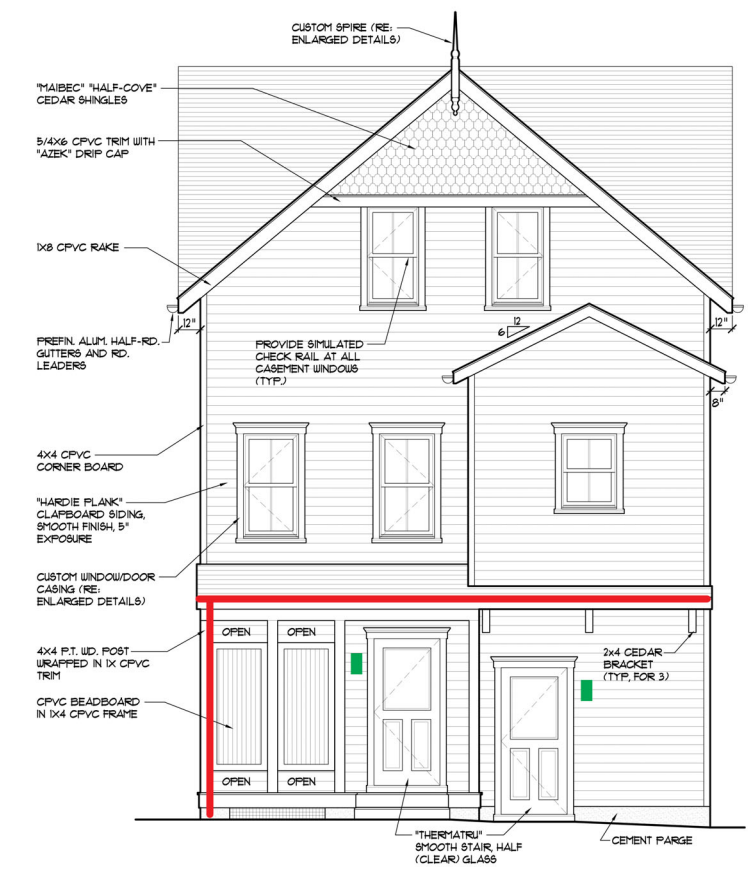 CUSTOM SPIRE (RE:
ENLARGED DETAILS)
"MAIBEC" "HALF-COVE"
CEDAR SHINGLES
5/4X6 CPVC TRIM WITH
"AZEK" DRIP CAP
1X8 CPVC RAKE
12"
PREFIN. ALUM. HALF-RD.
GUTTERS AND RD.
LEADERS
PROVIDE SIMULATED
CHECK RAIL AT ALL
CASEMENT WINDOWS
(TYP.)
12
6
12"
8"
4X4 CPVC
CORNER BOARD
"HARDIE PLANK"
CLAPBOARD SIDING,
SMOOTH FINISH, 5"
EXPOSURE
CUSTOM WINDOW/DOOR
CASING (RE:
ENLARGED DETAILS)
4X4 P.T. WD. POST
WRAPPED IN 1X CPVC
TRIM
CPVC BEADBOARD
IN 1X4 CPVC FRAME
OPEN
OPEN
OPEN
OPEN
2x4 CEDAR
BRACKET
(TYP, FOR 3)
"THERMATRU"
SMOOTH STAIR, HALF
(CLEAR) GLASS
CEMENT PARGE